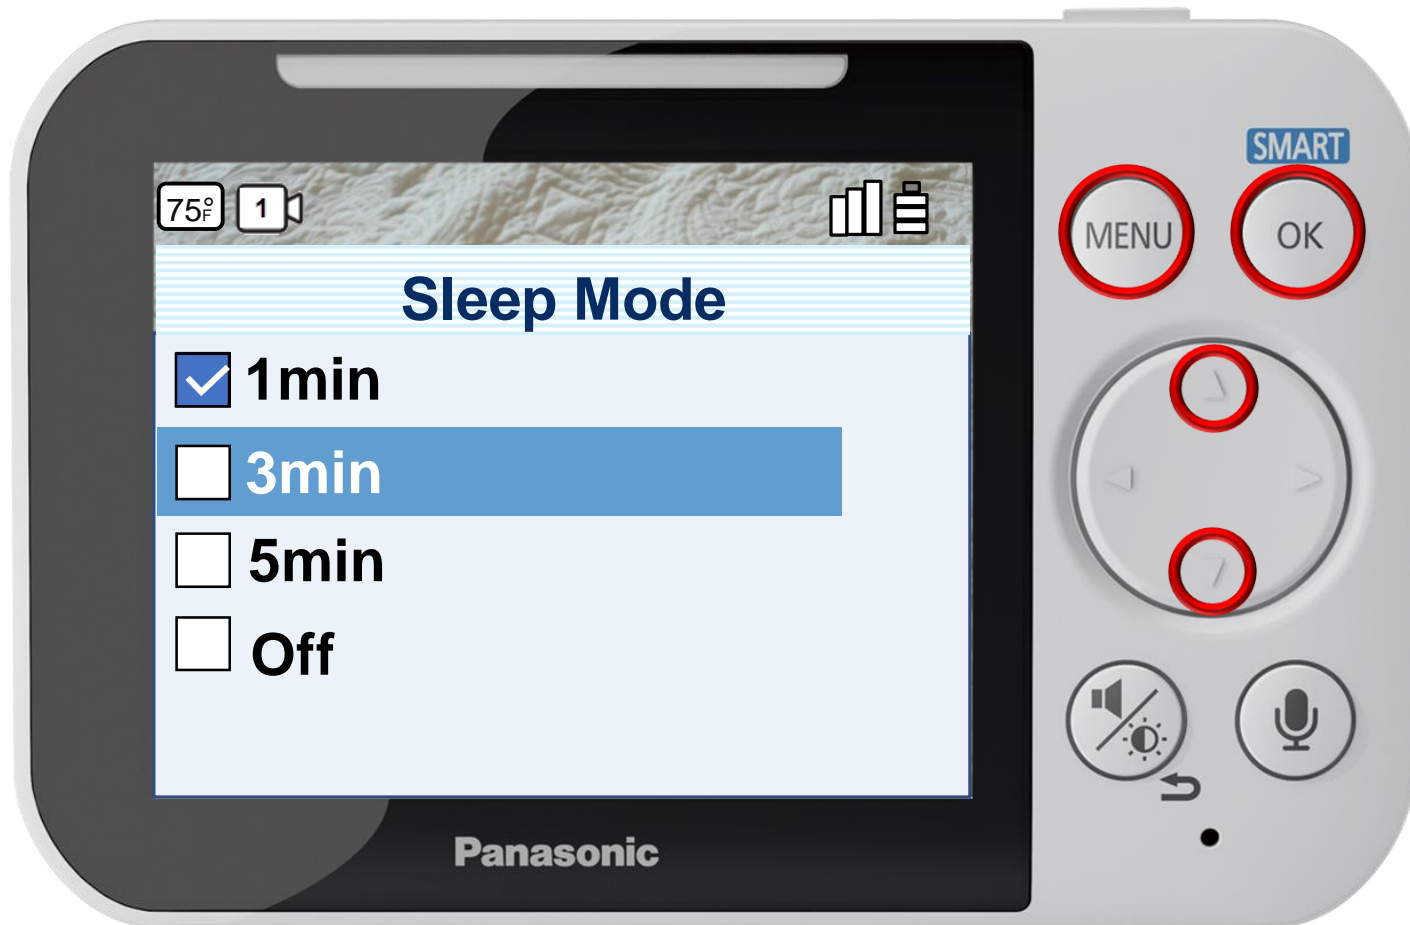 SMART
75°F
1
MENU
OK
Sleep Mode
1min
3min
5min
Off
Panasonic